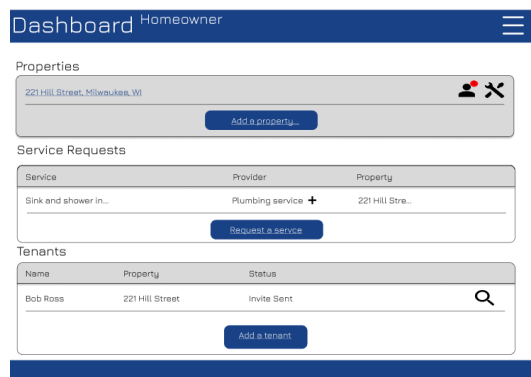 Dashboard Homeowner
Properties
221 Hill Street, Milwaukee, WI
Add a property...
Service Requests
Service Provider Property
Sink and shower in... Plumbing service + 221 Hill Stre...
Request a servce
Tenants
Name Property Status
Bob Ross 221 Hill Street Invite Sent
Add a tenant